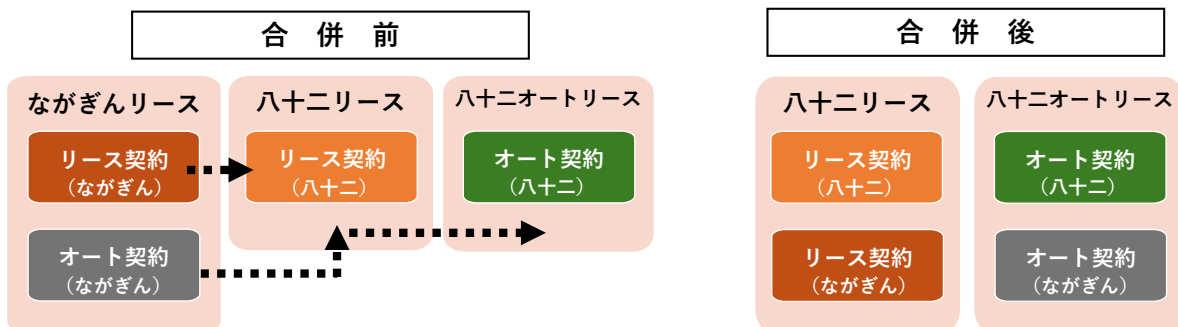 合 併 前
ながぎんリース
リース契約
（ながぎん）
オート契約
（ながぎん）
八十二リース
リース契約
（八十二）
八十二オートリース
オート契約
（八十二）
合 併 後
八十二リース
リース契約
（八十二）
リース契約
（ながぎん）
八十二オートリース
オート契約
（八十二）
オート契約
（ながぎん）